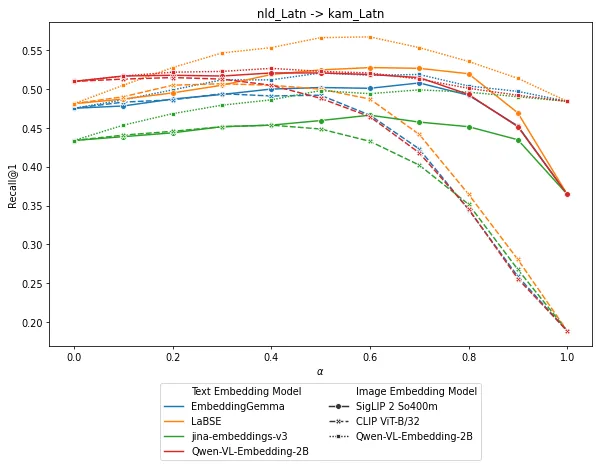 nld_Latn -> kam_Latn
Recall@1
0.55
0.50
0.45
0.40
0.35
0.30
0.25
0.20
0.0 0.2 0.4 0.6 0.8 1.0
α
Text Embedding Model
EmbeddingGemma
LaBSE
jina-embeddings-v3
Qwen-VL-Embedding-2B
Image Embedding Model
SigLIP 2 So400m
CLIP ViT-B/32
Qwen-VL-Embedding-2B